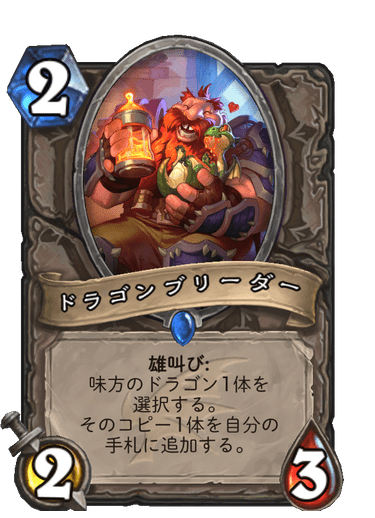 2
ドラゴンブリーダー
雄叫び:
味方のドラゴン1体を
選択する。
そのコピー1体を自分の
手札に追加する。
2
3